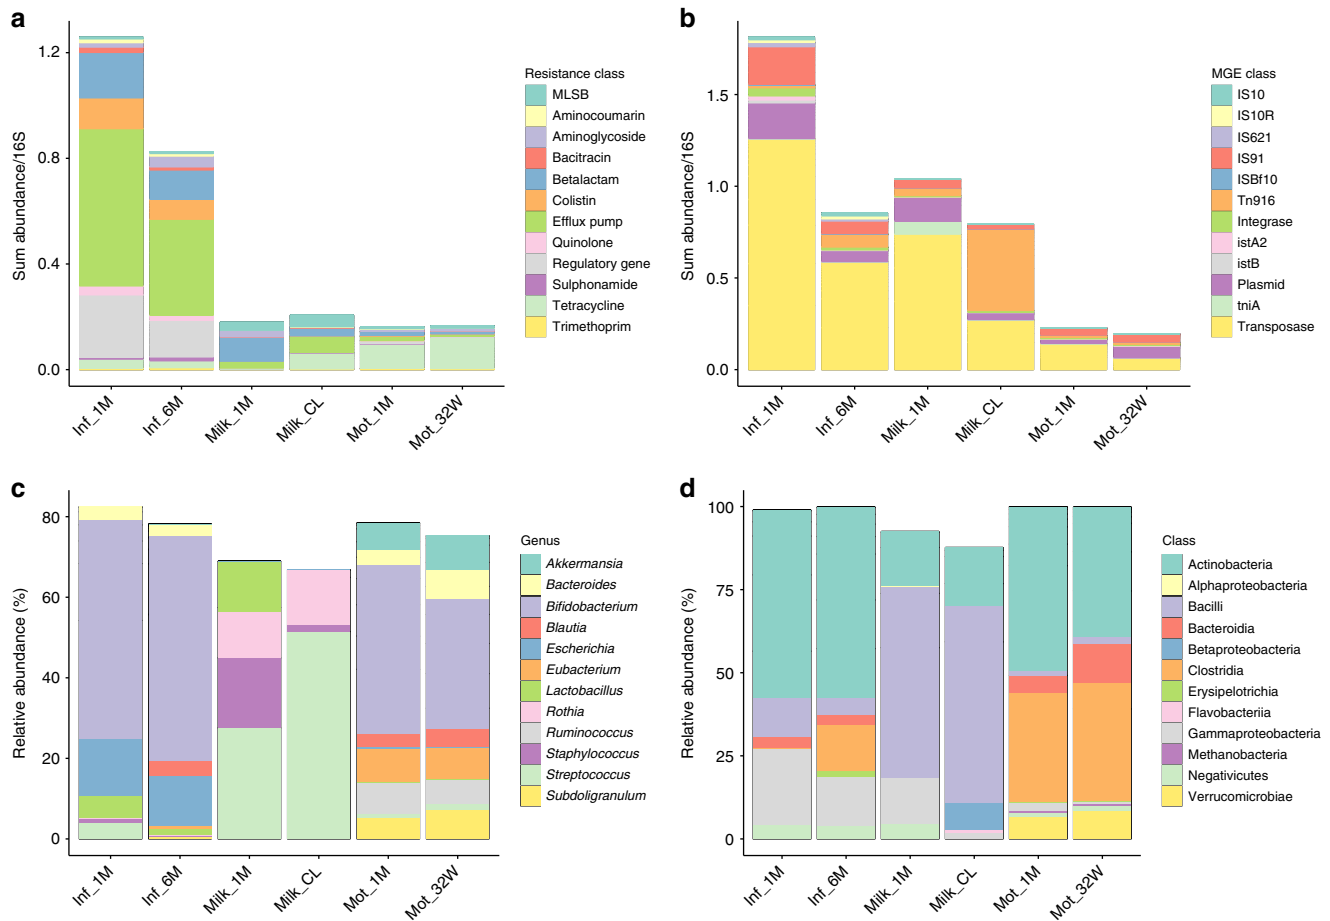 a
Sum abundance/16S
1.2
0.8
0.4
0.0
Inf_1M
Inf_6M
Milk_1M
Milk_CL
Mot_1M
Mot_32W
Resistance class
MLSB
Aminocoumarin
Aminoglycoside
Bacitracin
Betalactam
Colistin
Efflux pump
Quinolone
Regulatory gene
Sulphonamide
Tetracycline
Trimethoprim
b
Sum abundance/16S
1.5
1.0
0.5
0.0
Inf_1M
Inf_6M
Milk_1M
Milk_CL
Mot_1M
Mot_32W
MGE class
IS10
IS10R
IS621
IS91
ISBf10
Tn916
Integrase
istA2
istB
Plasmid
tniA
Transposase
c
Relative abundance (%)
80
60
40
20
0
Inf_1M
Inf_6M
Milk_1M
Milk_CL
Mot_1M
Mot_32W
Genus
Akkermansia
Bacteroides
Bifidobacterium
Blautia
Escherichia
Eubacterium
Lactobacillus
Rothia
Ruminococcus
Staphylococcus
Streptococcus
Subdoligranulum
d
Relative abundance (%)
100
75
50
25
0
Inf_1M
Inf_6M
Milk_1M
Milk_CL
Mot_1M
Mot_32W
Class
Actinobacteria
Alphaproteobacteria
Bacilli
Bacteroidia
Betaproteobacteria
Clostridia
Erysipelotrichia
Flavobacteriia
Gammaproteobacteria
Methanobacteria
Negativicutes
Verrucomicrobiae